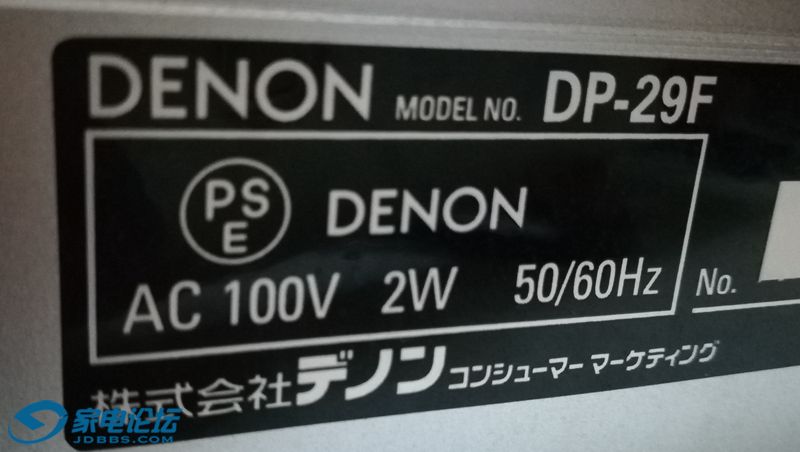 DENON MODEL NO. DP-29F
PS
E
DENON
AC 100V 2W 50/60Hz
No.
株式会社デノン コンシューマーマーケティング
家电论坛
JDBBS.COM